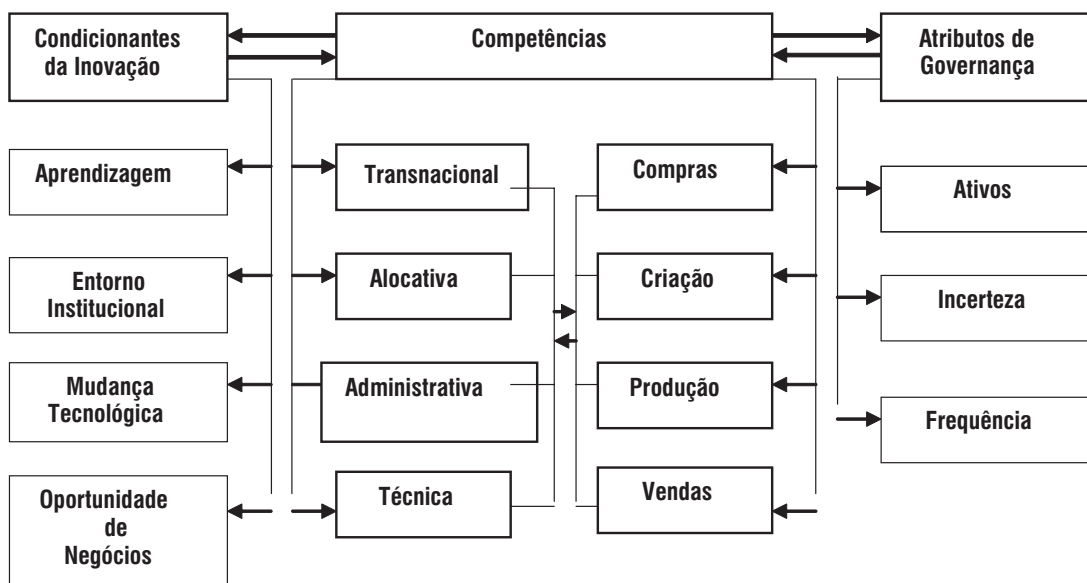 Condicionantes
da Inovação
Competências
Atributos de
Governança
Aprendizagem
Transnacional
Compras
Ativos
Entorno
Institucional
Alocativa
Criação
Incerteza
Mudança
Tecnológica
Administrativa
Produção
Frequência
Oportunidade
de
Negócios
Técnica
Vendas